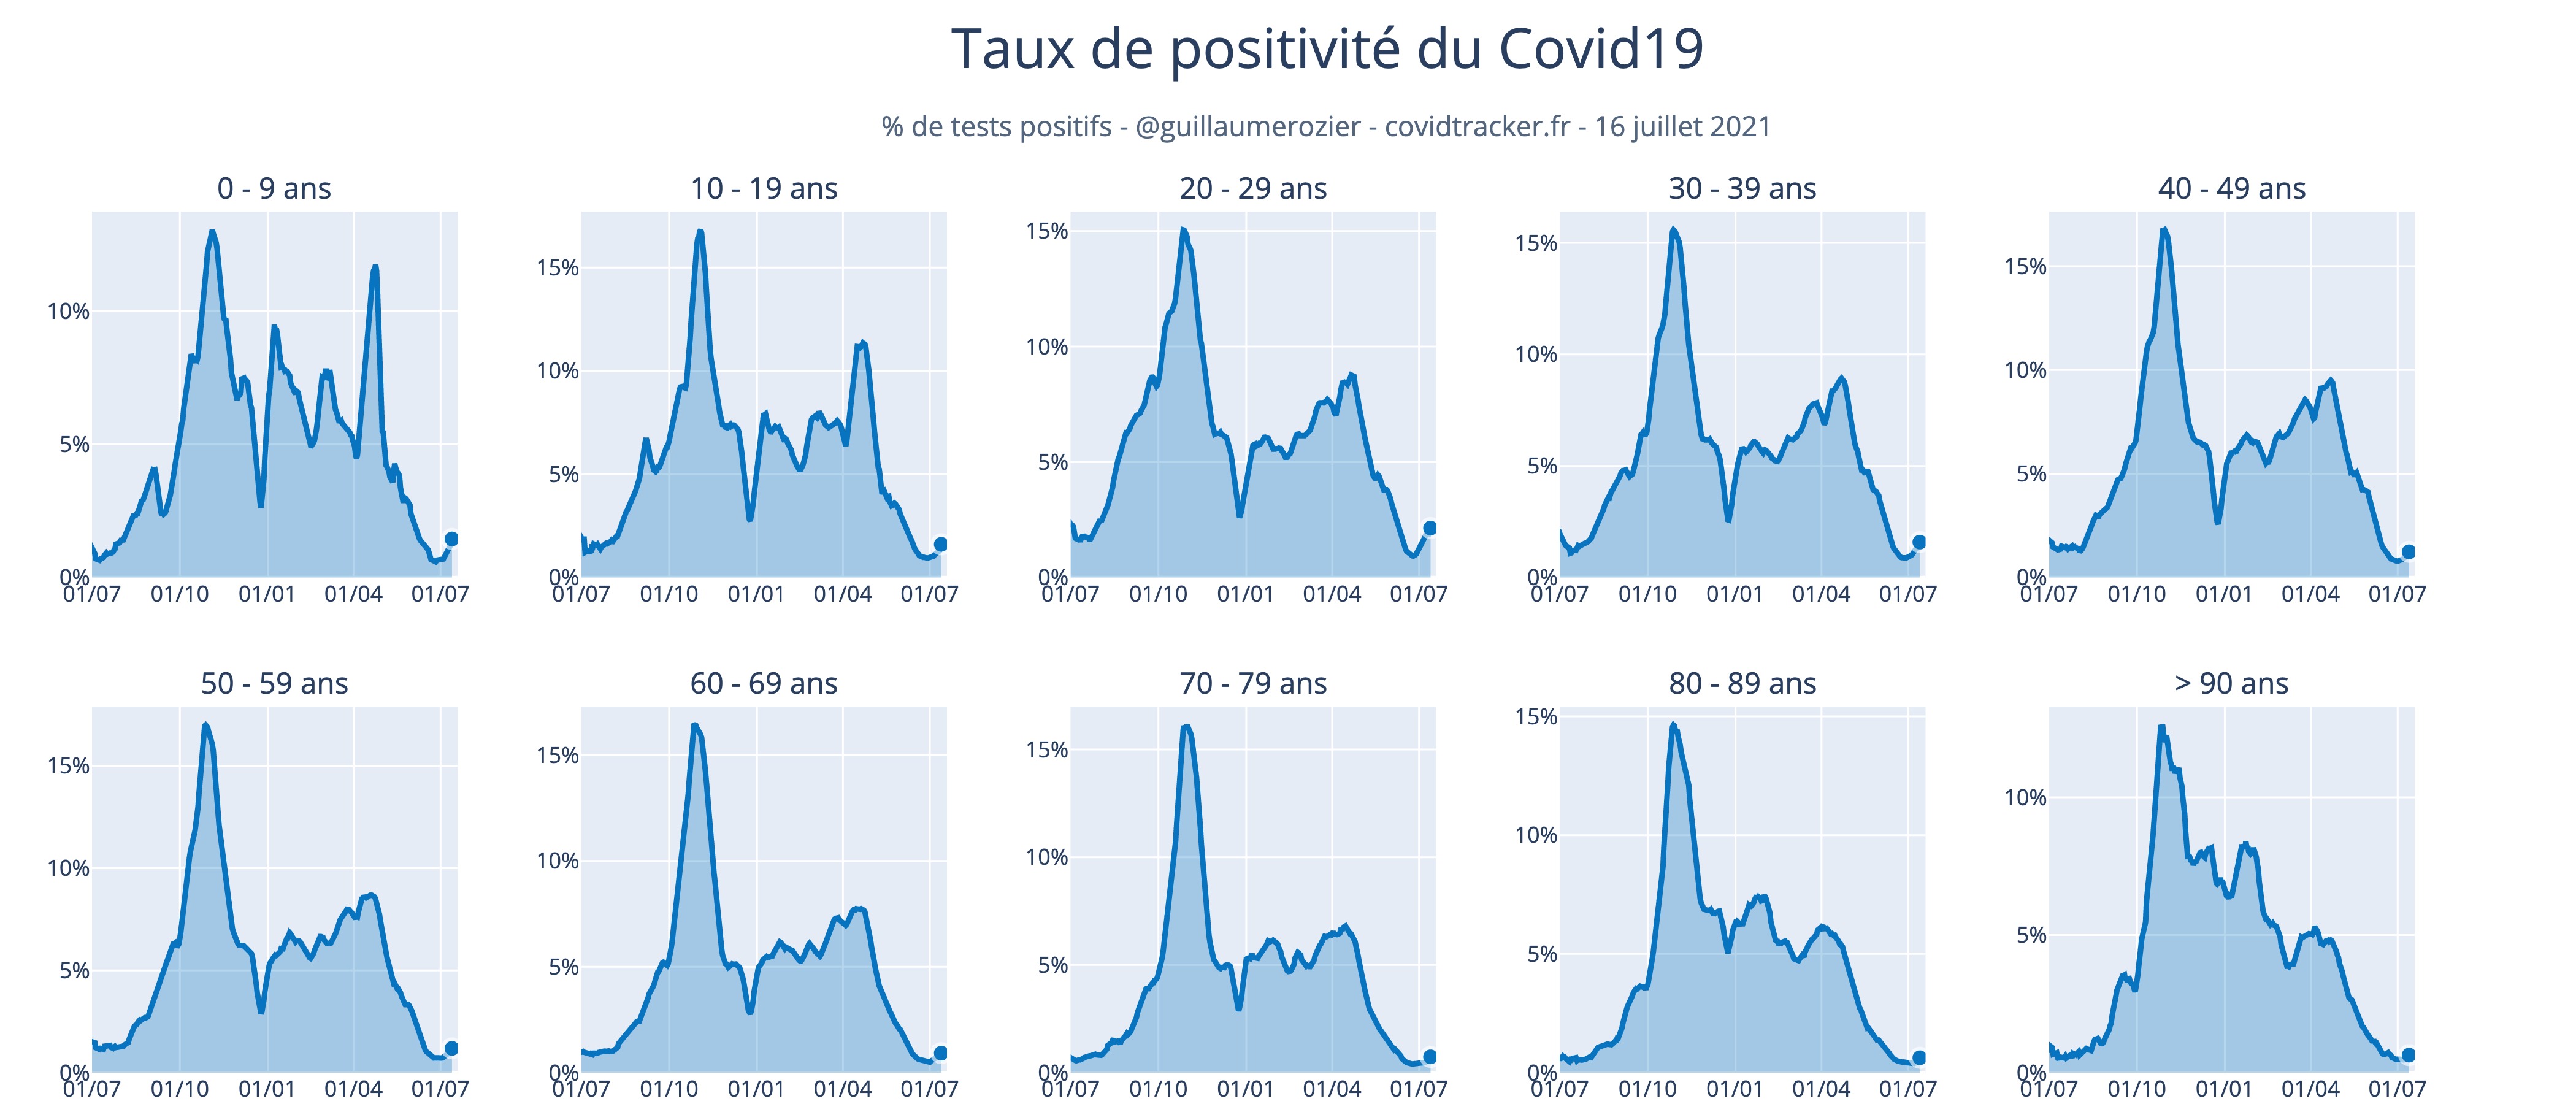 Taux de positivité du Covid19
% de tests positifs - @guillaumerozier - covidtracker.fr - 16 juillet 2021
0 - 9 ans
10 - 19 ans
20 - 29 ans
30 - 39 ans
40 - 49 ans
10%
5%
0%
01/07 01/10 01/01 01/04 01/07
15%
10%
5%
0%
01/07 01/10 01/01 01/04 01/07
15%
10%
5%
0%
01/07 01/10 01/01 01/04 01/07
15%
10%
5%
0%
01/07 01/10 01/01 01/04 01/07
15%
10%
5%
0%
01/07 01/10 01/01 01/04 01/07
50 - 59 ans
60 - 69 ans
70 - 79 ans
80 - 89 ans
> 90 ans
15%
10%
5%
0%
01/07 01/10 01/01 01/04 01/07
15%
10%
5%
0%
01/07 01/10 01/01 01/04 01/07
15%
10%
5%
0%
01/07 01/10 01/01 01/04 01/07
15%
10%
5%
0%
01/07 01/10 01/01 01/04 01/07
10%
5%
0%
01/07 01/10 01/01 01/04 01/07